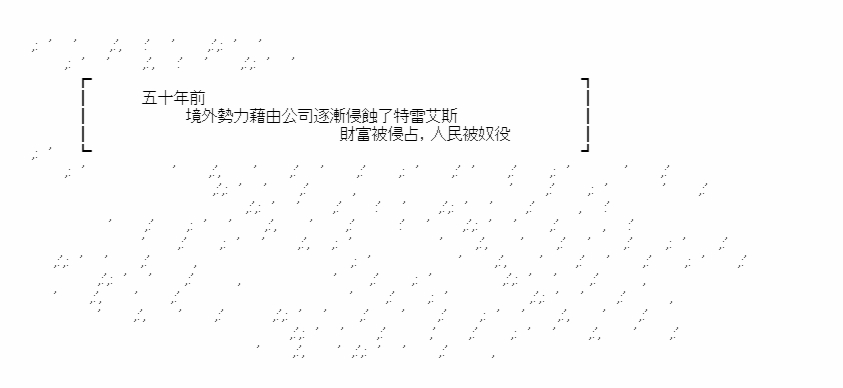 五十年前
境外勢力藉由公司逐漸侵蝕了特雷艾斯
財富被侵占，人民被奴役